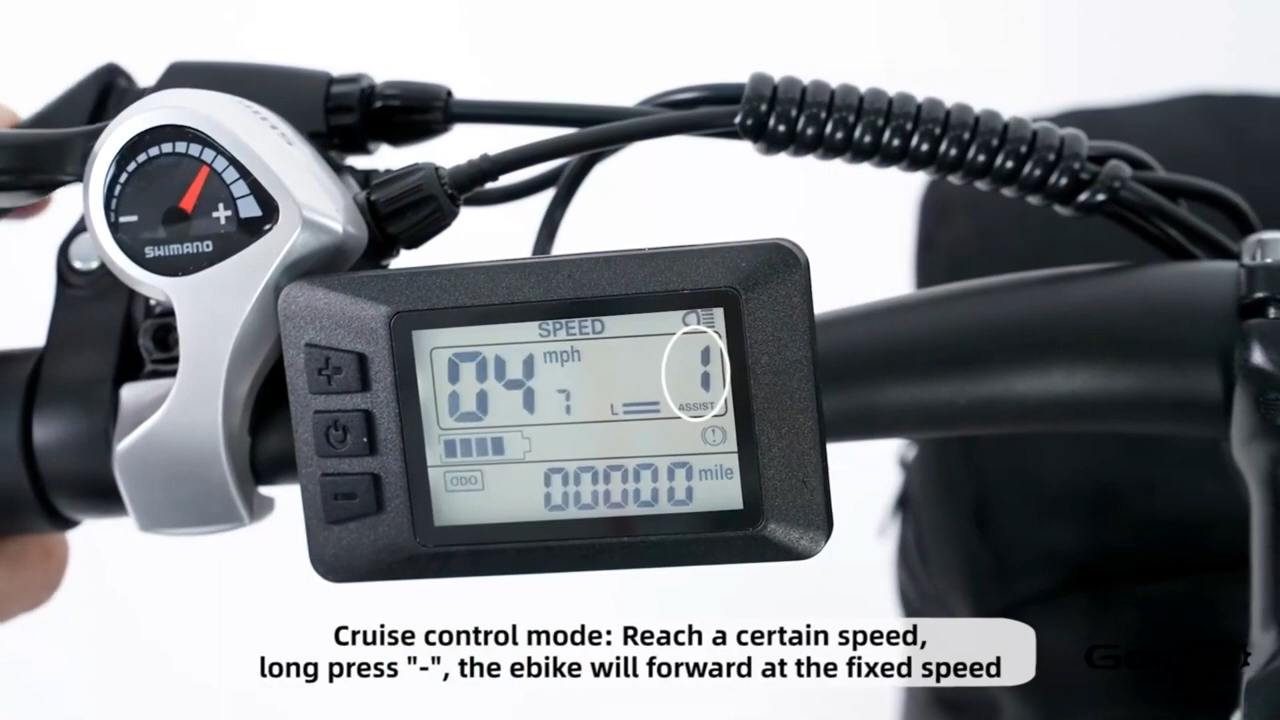 SHIMANO
SPEED
04 7 mph
1
L
ASSIST
ODO
00000 mile
Cruise control mode: Reach a certain speed,
long press "-", the ebike will forward at the fixed speed